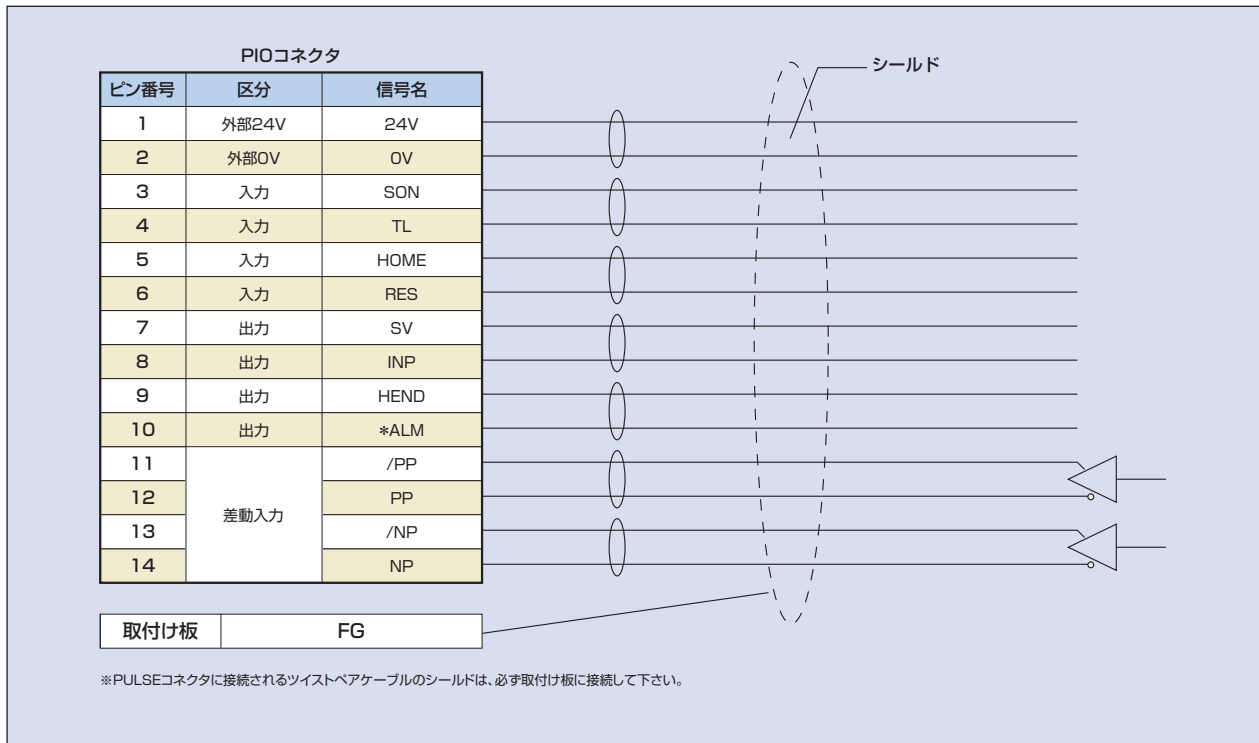 PIOコネクタ
シールド
ピン番号 区分 信号名
1 外部24V 24V
2 外部0V 0V
3 入力 SON
4 入力 TL
5 入力 HOME
6 入力 RES
7 出力 SV
8 出力 INP
9 出力 HEND
10 出力 *ALM
11 差動入力 /PP
12 PP
13 /NP
14 NP
取付け板 FG
※PULSEコネクタに接続されるツイストペアケーブルのシールドは、必ず取付け板に接続して下さい。